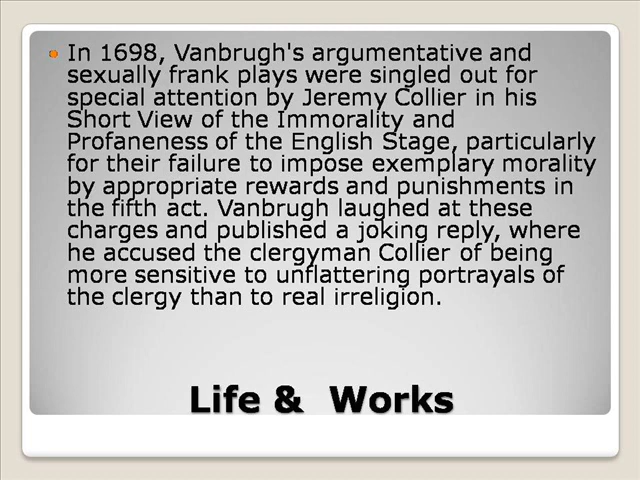 In 1698, Vanbrugh's argumentative and
sexually frank plays were singled out for
special attention by Jeremy Collier in his
Short View of the Immorality and
Profaneness of the English Stage, particularly
for their failure to impose exemplary morality
by appropriate rewards and punishments in
the fifth act. Vanbrugh laughed at these
charges and published a joking reply, where
he accused the clergyman Collier of being
more sensitive to unflattering portrayals of
the clergy than to real irreligion.
Life &  Works